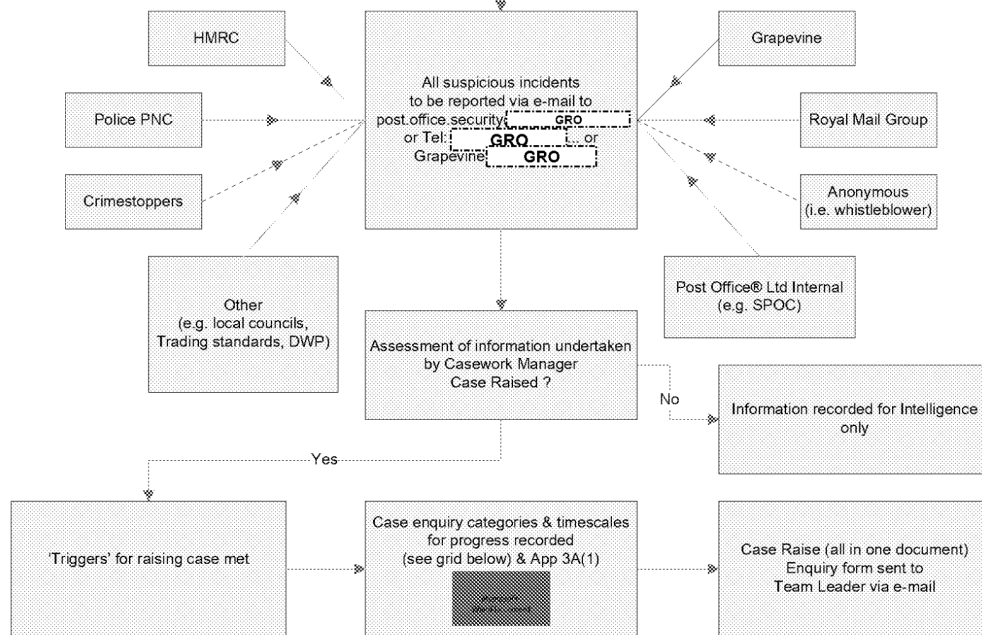 HMRC
Grapevine
All suspicious incidents
to be reported via e-mail to
post.office.security GRO
or Tel: GRO ... or
Grapevine GRO
Police PNC
Royal Mail Group
Crimestoppers
Anonymous
(i.e. whistleblower)
Other
(e.g. local councils,
Trading standards, DWP)
Post Office® Ltd Internal
(e.g. SPOC)
Assessment of information undertaken
by Casework Manager
Case Raised ?
No
Information recorded for Intelligence
only
Yes
'Triggers' for raising case met
Case enquiry categories & timescales
for progress recorded
(see grid below) & App 3A(1)
Case Raise (all in one document)
Enquiry form sent to
Team Leader via e-mail